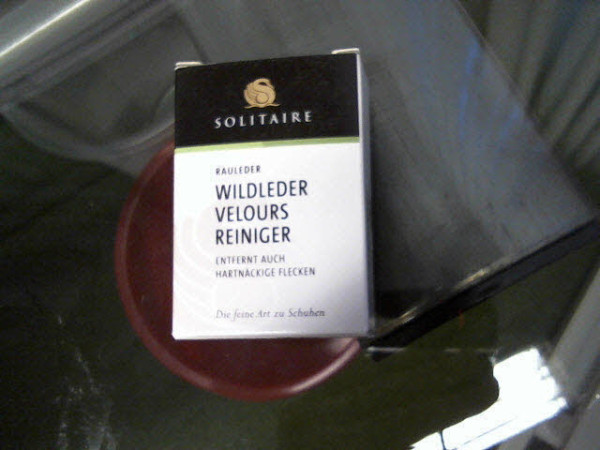 SOLITAIRE
RAULEDER
WILDLEDER
VELOURS
REINIGER
ENTFERNT AUCH
HARTNÄCKIGE FLECKEN
Die feine Art zu Schuhen